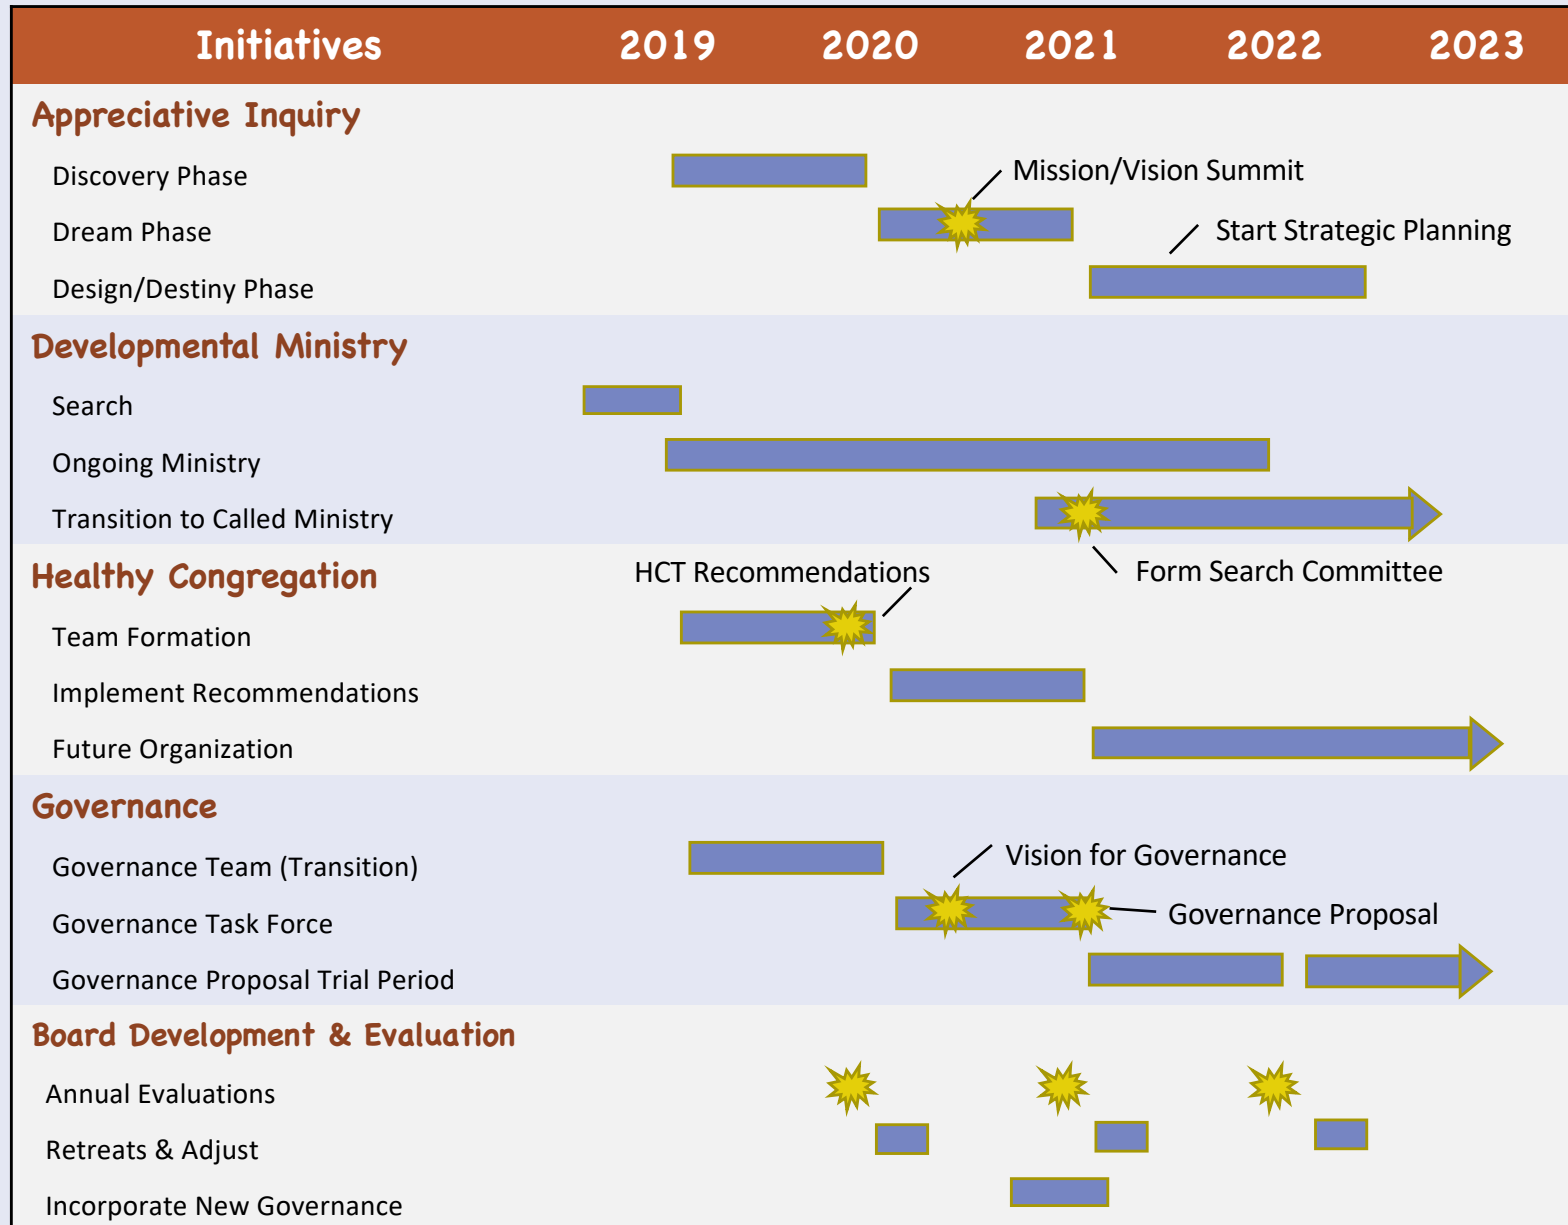 Initiatives 2019 2020 2021 2022 2023
Appreciative Inquiry
Discovery Phase
Mission/Vision Summit
Dream Phase
Start Strategic Planning
Design/Destiny Phase
Developmental Ministry
Search
Ongoing Ministry
Transition to Called Ministry
Form Search Committee
Healthy Congregation
HCT Recommendations
Team Formation
Implement Recommendations
Future Organization
Governance
Governance Team (Transition)
Vision for Governance
Governance Task Force
Governance Proposal
Governance Proposal Trial Period
Board Development & Evaluation
Annual Evaluations
Retreats & Adjust
Incorporate New Governance